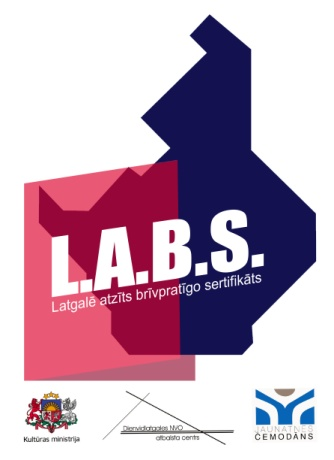 L.A.B.S.
Latgalē atzīts brīvprātīgo sertifikāts
Kultūras ministrija
Dienvidlatgales NVO
atbalsta centrs
JAUNATNES
ČEMODĀNS